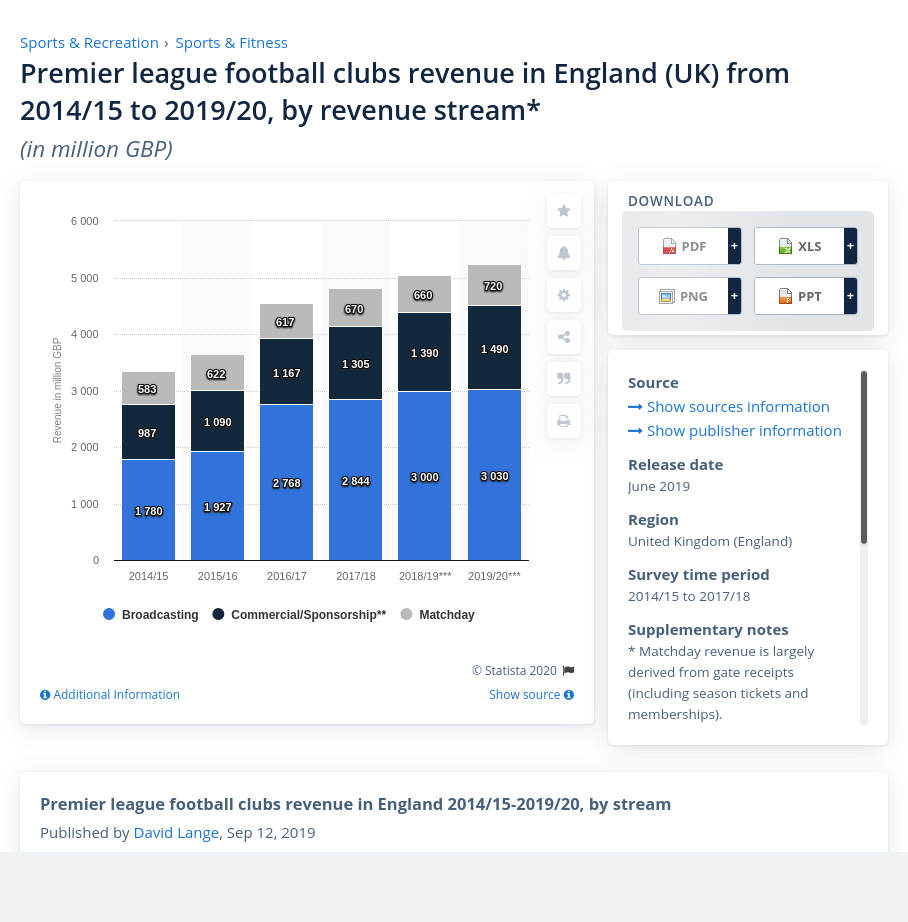 Sports & Recreation › Sports & Fitness
Premier league football clubs revenue in England (UK) from
2014/15 to 2019/20, by revenue stream*
(in million GBP)
DOWNLOAD
PDF + XLS +
PNG + PPT +
6 000
5 000
4 000
3 000
2 000
1 000
0
Revenue in million GBP
583 622 617 670 660 720
987 1 090 1 167 1 305 1 390 1 490
1 780 1 927 2 768 2 844 3 000 3 030
2014/15 2015/16 2016/17 2017/18 2018/19*** 2019/20***
Broadcasting Commercial/Sponsorship** Matchday
© Statista 2020
Additional Information Show source
Source
Show sources information
Show publisher information
Release date
June 2019
Region
United Kingdom (England)
Survey time period
2014/15 to 2017/18
Supplementary notes
* Matchday revenue is largely
derived from gate receipts
(including season tickets and
memberships).
Premier league football clubs revenue in England 2014/15-2019/20, by stream
Published by David Lange, Sep 12, 2019